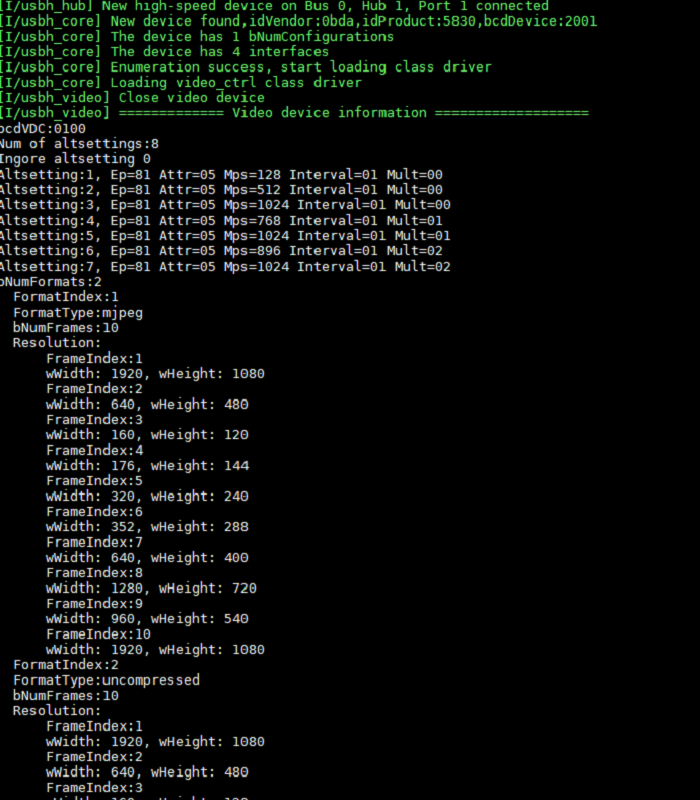 [I/usbh_hub] New high-speed device on Bus 0, Hub 1, Port 1 connected
[I/usbh_core] New device found,idVendor:0bda,idProduct:5830,bcdDevice:2001
[I/usbh_core] The device has 1 bNumConfigurations
[I/usbh_core] The device has 4 interfaces
[I/usbh_core] Enumeration success, start loading class driver
[I/usbh_core] Loading video_ctrl class driver
[I/usbh_video] Close video device
[I/usbh_video] ============= Video device information ===================
bcdVDC:0100
Num of altsettings:8
Ingore altsetting 0
Altsetting:1, Ep=81 Attr=05 Mps=128 Interval=01 Mult=00
Altsetting:2, Ep=81 Attr=05 Mps=512 Interval=01 Mult=00
Altsetting:3, Ep=81 Attr=05 Mps=1024 Interval=01 Mult=00
Altsetting:4, Ep=81 Attr=05 Mps=768 Interval=01 Mult=01
Altsetting:5, Ep=81 Attr=05 Mps=1024 Interval=01 Mult=01
Altsetting:6, Ep=81 Attr=05 Mps=896 Interval=01 Mult=02
Altsetting:7, Ep=81 Attr=05 Mps=1024 Interval=01 Mult=02
bNumFormats:2
FormatIndex:1
FormatType:mjpeg
bNumFrames:10
Resolution:
FrameIndex:1
wWidth: 1920, wHeight: 1080
FrameIndex:2
wWidth: 640, wHeight: 480
FrameIndex:3
wWidth: 160, wHeight: 120
FrameIndex:4
wWidth: 176, wHeight: 144
FrameIndex:5
wWidth: 320, wHeight: 240
FrameIndex:6
wWidth: 352, wHeight: 288
FrameIndex:7
wWidth: 640, wHeight: 400
FrameIndex:8
wWidth: 1280, wHeight: 720
FrameIndex:9
wWidth: 960, wHeight: 540
FrameIndex:10
wWidth: 1920, wHeight: 1080
FormatIndex:2
FormatType:uncompressed
bNumFrames:10
Resolution:
FrameIndex:1
wWidth: 1920, wHeight: 1080
FrameIndex:2
wWidth: 640, wHeight: 480
FrameIndex:3